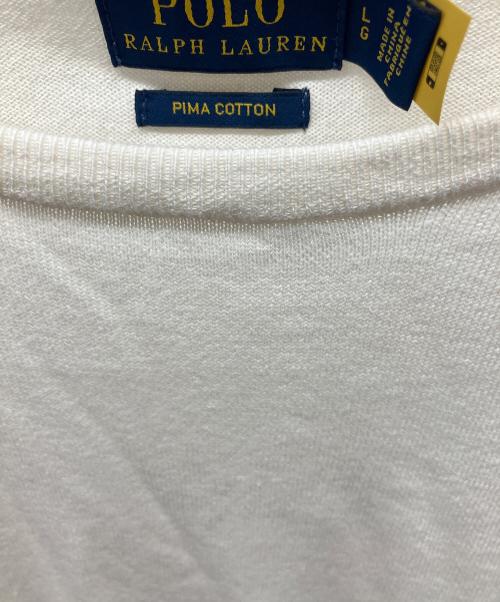 POLO
RALPH LAUREN
PIMA COTTON
L
G
MADE IN
CHINA
FABRIQUÉ EN
CHINE